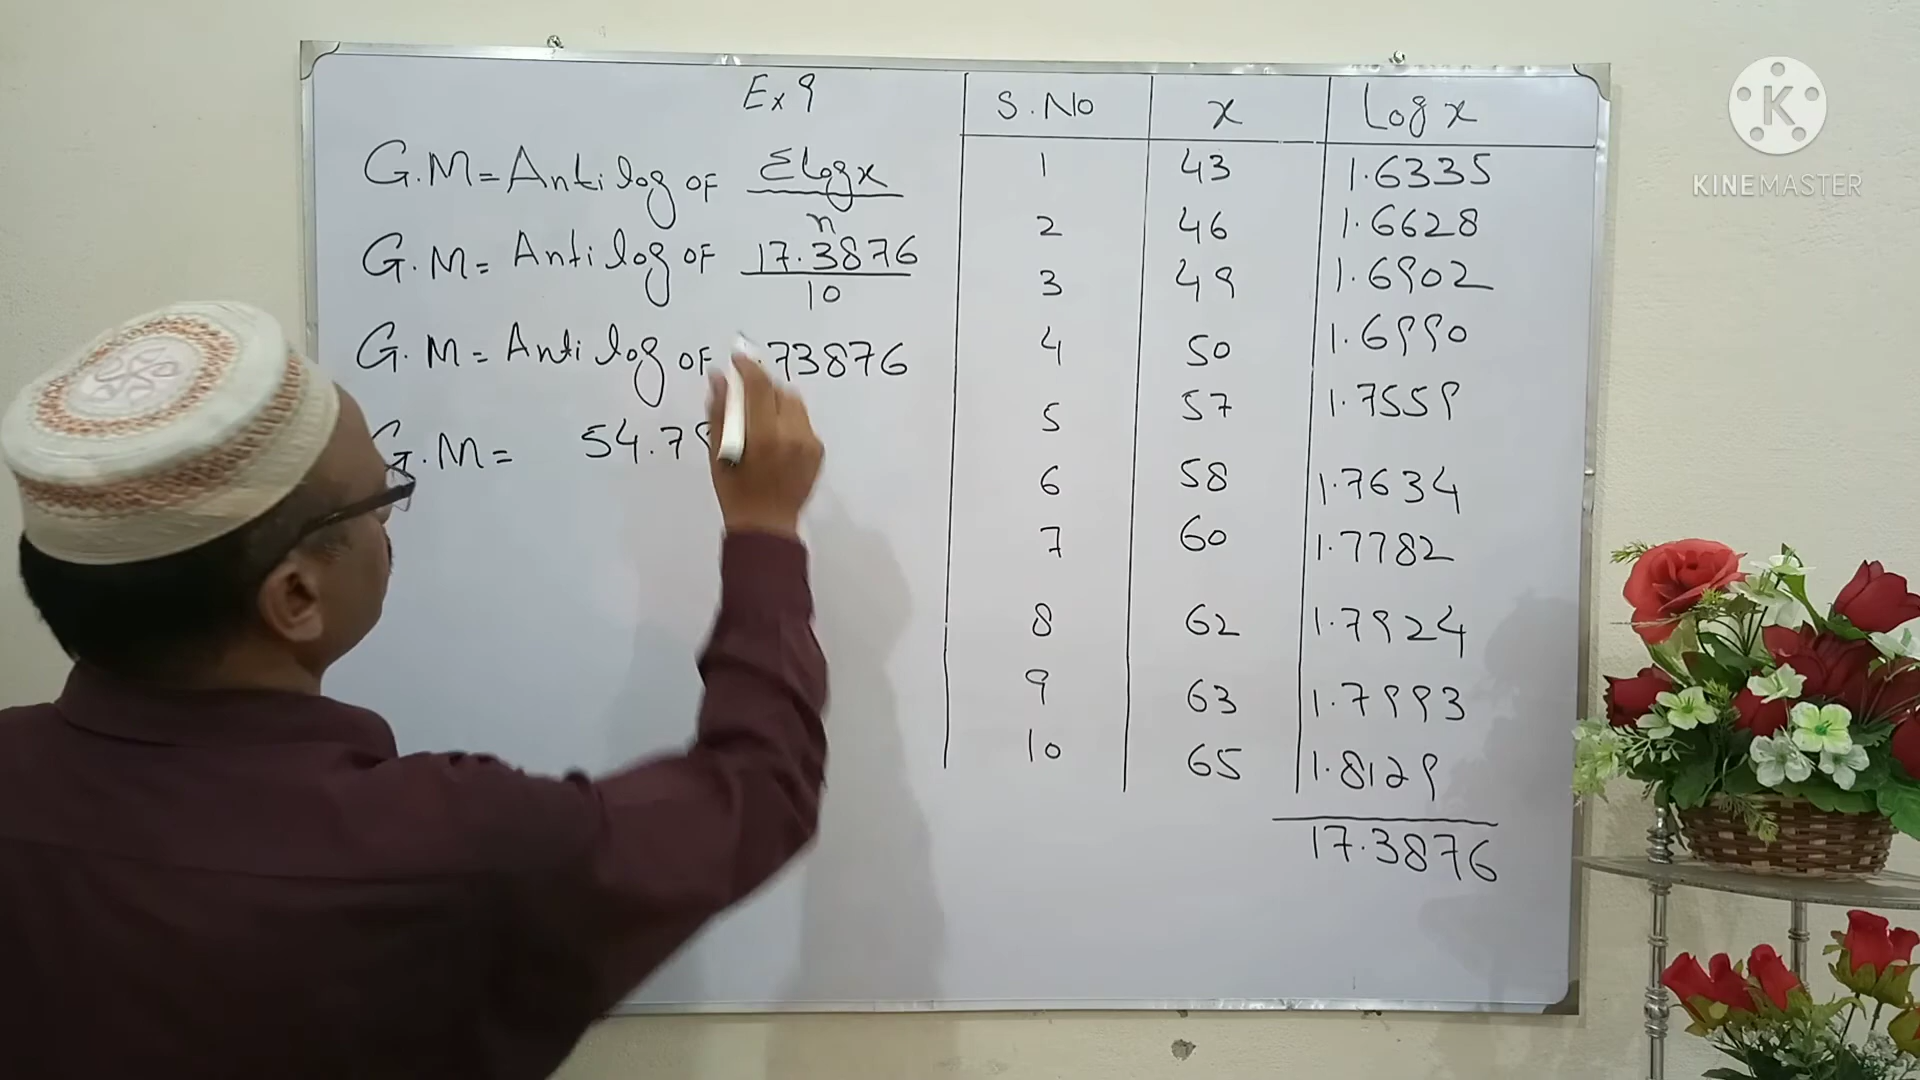 Ex 9
G.M = Anti log of Σ Log x / n
G.M = Anti log of 17.3876 / 10
G.M = Anti log of .73876
G.M = 54.79
S.No x Log x
1 43 1.6335
2 46 1.6628
3 49 1.6902
4 50 1.6990
5 57 1.7559
6 58 1.7634
7 60 1.7782
8 62 1.7924
9 63 1.7993
10 65 1.8129
17.3876
K
KINEMASTER